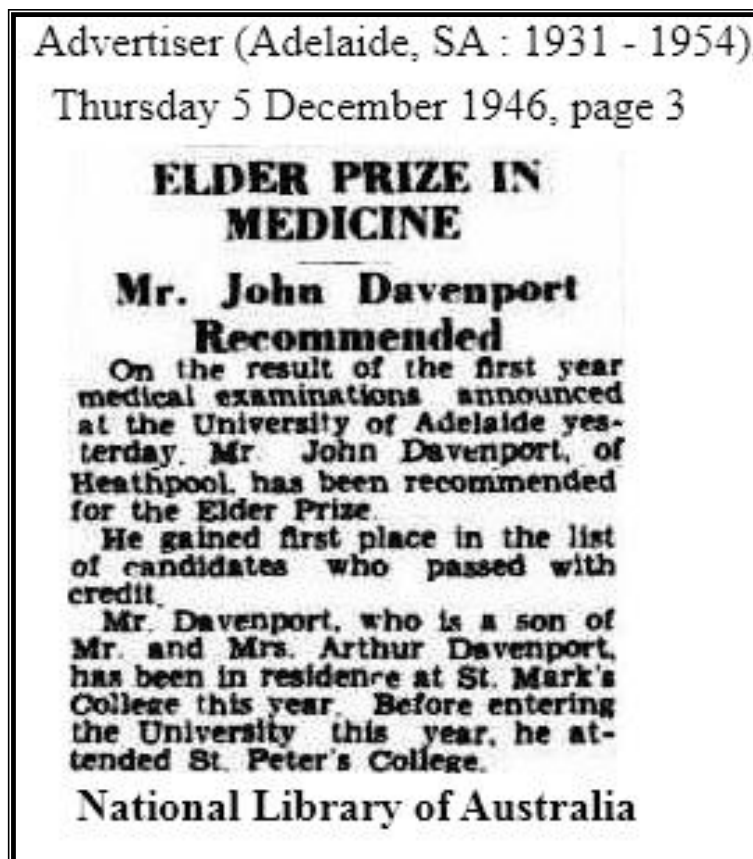 Advertiser (Adelaide, SA : 1931 - 1954)
Thursday 5 December 1946, page 3
ELDER PRIZE IN
MEDICINE
Mr. John Davenport
Recommended
On the result of the first year
medical examinations announced
at the University of Adelaide yes-
terday, Mr. John Davenport, of
Heathpool, has been recommended
for the Elder Prize.
He gained first place in the list
of candidates who passed with
credit.
Mr. Davenport, who is a son of
Mr. and Mrs. Arthur Davenport,
has been in residence at St. Mark's
College this year. Before entering
the University this year, he at-
tended St. Peter's College.
National Library of Australia